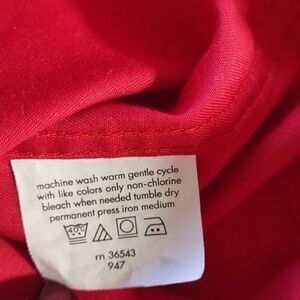 machine wash warm gentle cycle
with like colors only non-chlorine
bleach when needed tumble dry
permanent press iron medium
40°C
rn 36543
947